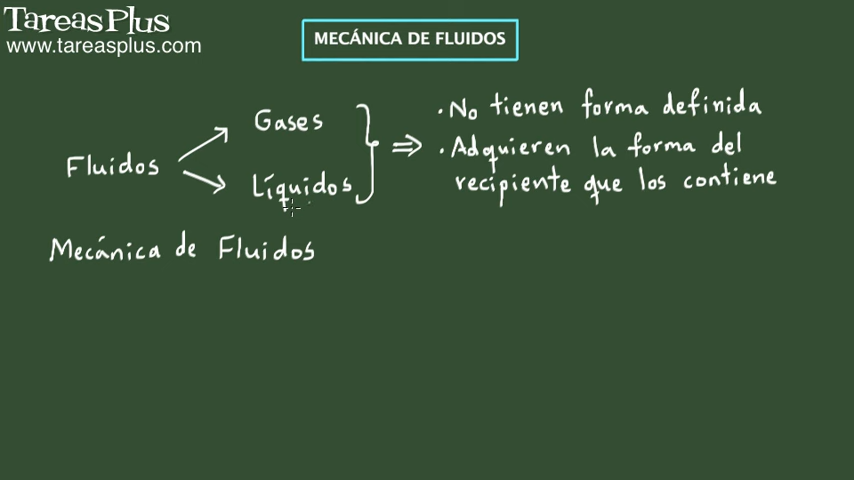 TareasPlus
www.tareasplus.com
MECÁNICA DE FLUIDOS
Fluidos
Gases
Líquidos
. No tienen forma definida
. Adquieren la forma del
recipiente que los contiene
Mecánica de Fluidos